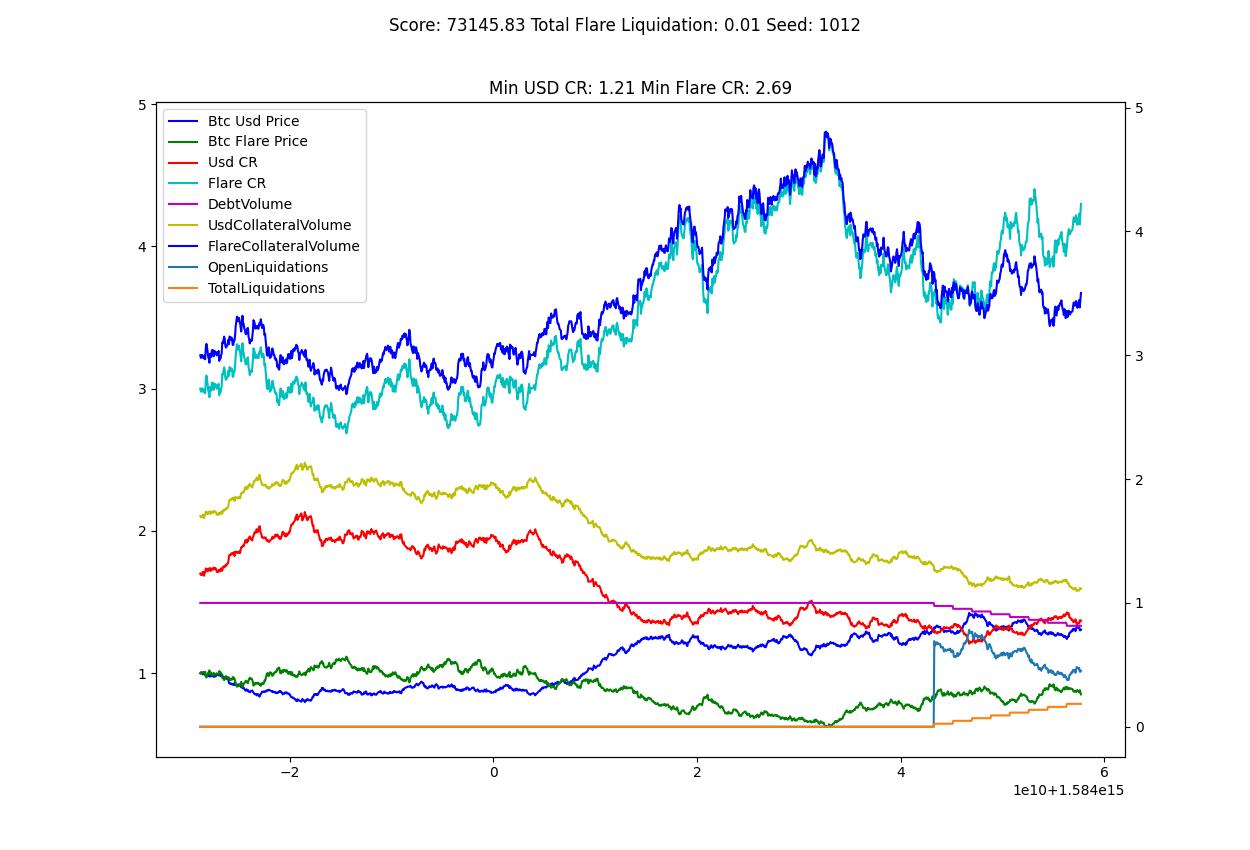 Score: 73145.83 Total Flare Liquidation: 0.01 Seed: 1012
Min USD CR: 1.21 Min Flare CR: 2.69
Btc Usd Price
Btc Flare Price
Usd CR
Flare CR
DebtVolume
UsdCollateralVolume
FlareCollateralVolume
OpenLiquidations
TotalLiquidations
5
4
3
2
1
5
4
3
2
1
0
−2
0
2
4
6
1e10+1.584e15